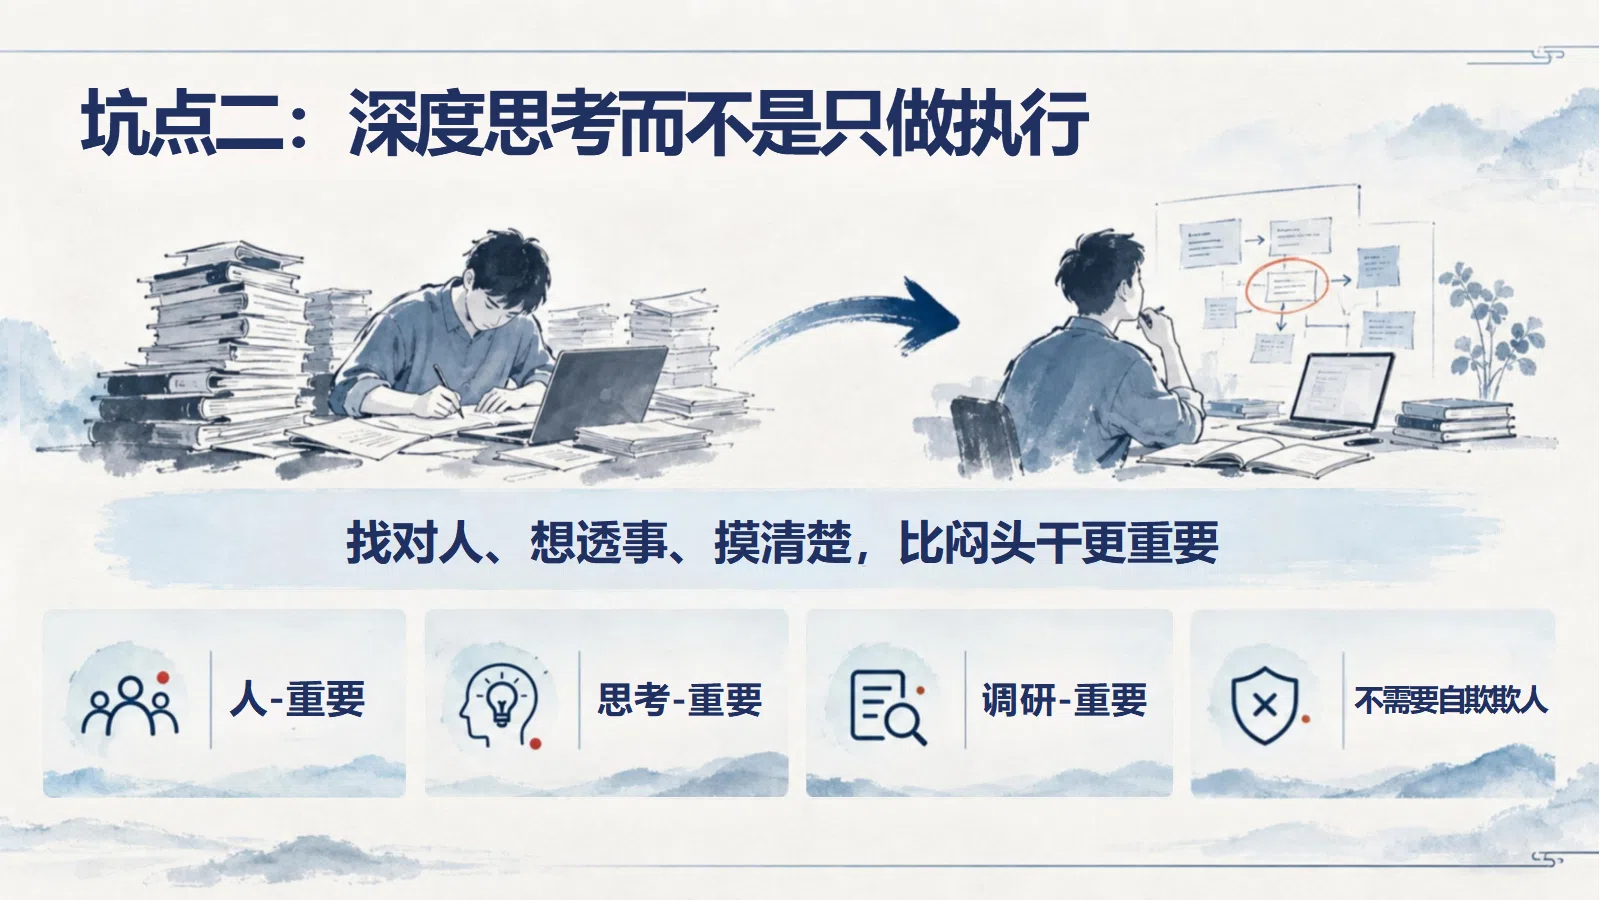 坑点二：深度思考而不是只做执行
找对人、想透事、摸清楚，比闷头干更重要
人-重要
思考-重要
调研-重要
不需要自欺欺人